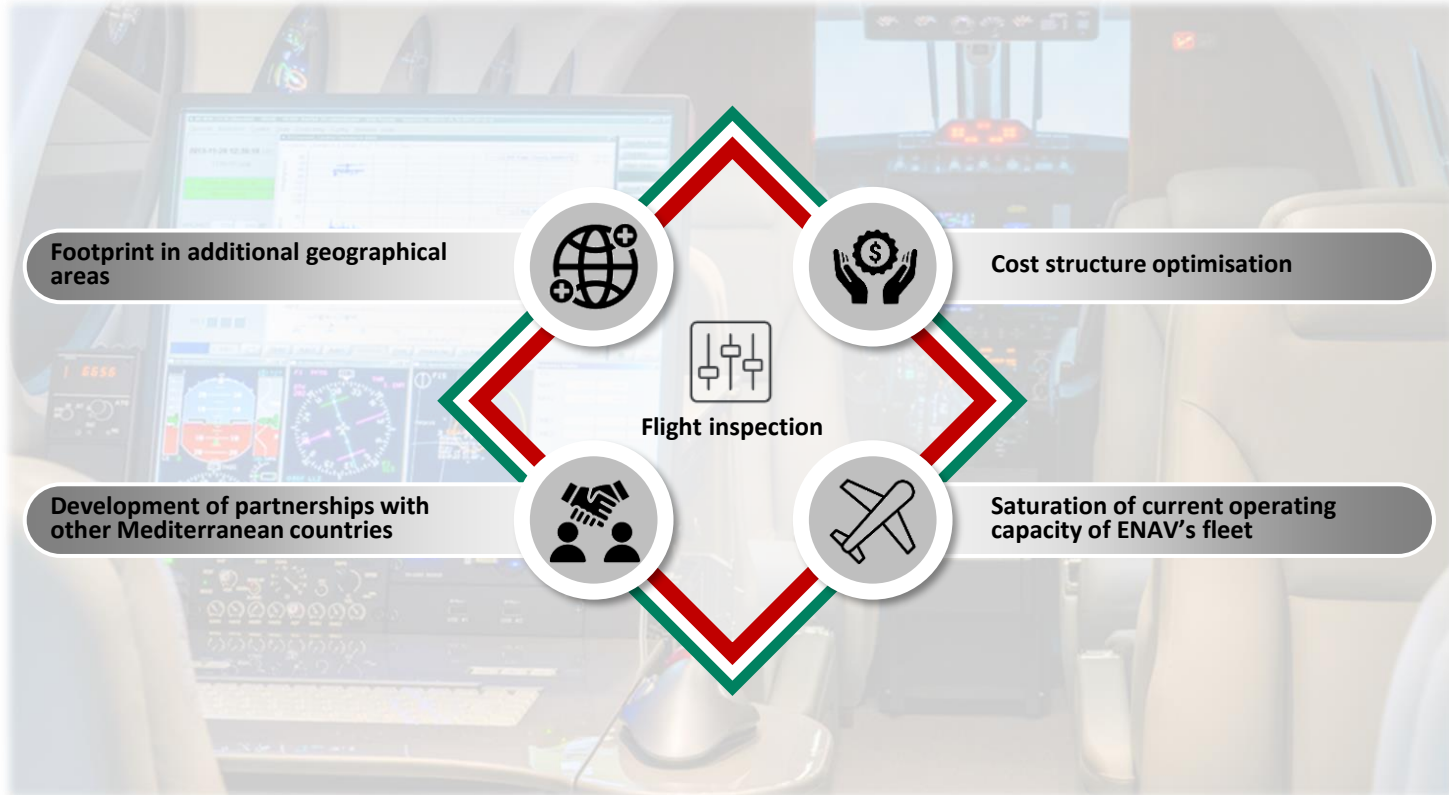 Footprint in additional geographical
areas
Cost structure optimisation
$
Flight inspection
Development of partnerships with
other Mediterranean countries
Saturation of current operating
capacity of ENAV’s fleet